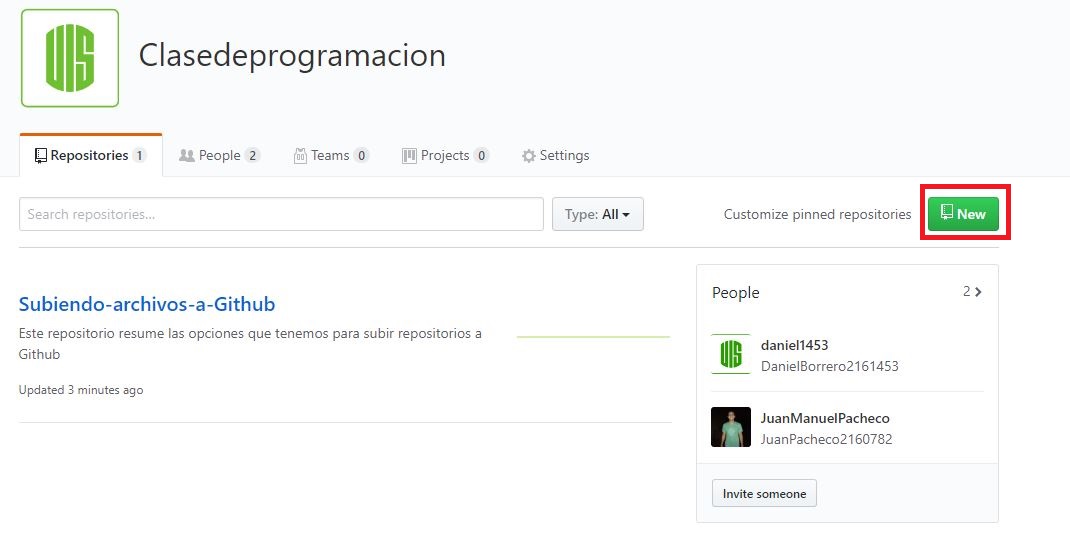 UIS
Clasedeprogramacion
Repositories 1 People 2 Teams 0 Projects 0 Settings
Search repositories... Type: All Customize pinned repositories New
Subiendo-archivos-a-Github
Este repositorio resume las opciones que tenemos para subir repositorios a
Github
Updated 3 minutes ago
People 2
UIS
daniel1453
DanielBorrero2161453
JuanManuelPacheco
JuanPacheco2160782
Invite someone